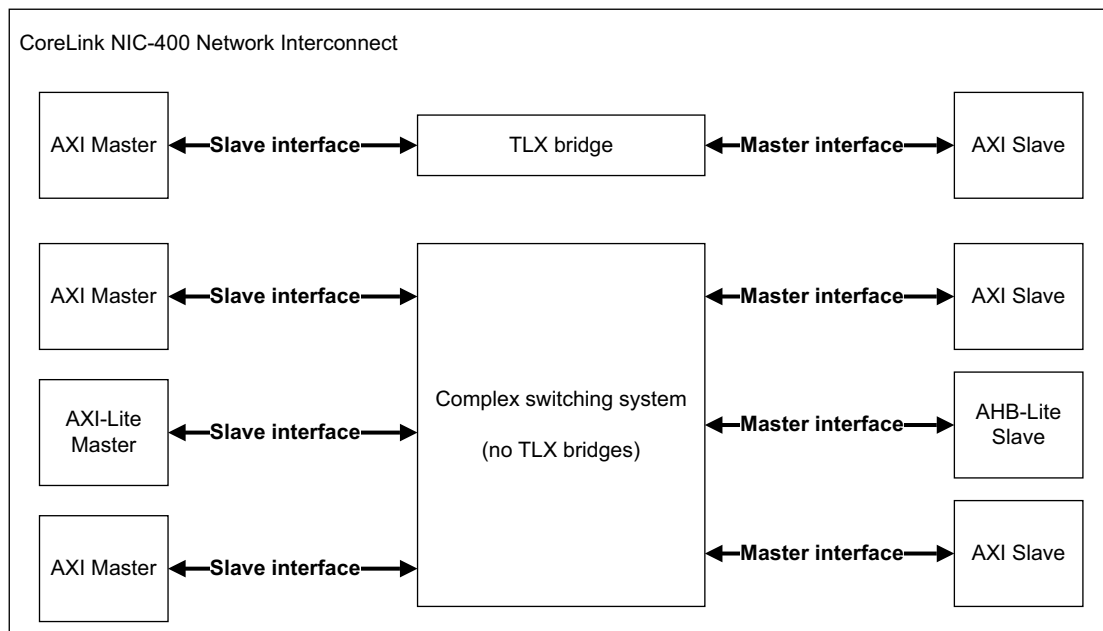 CoreLink NIC-400 Network Interconnect
AXI Master
Slave interface
TLX bridge
Master interface
AXI Slave
AXI Master
Slave interface
Master interface
AXI Slave
Complex switching system
(no TLX bridges)
AXI-Lite
Master
Slave interface
Master interface
AHB-Lite
Slave
AXI Master
Slave interface
Master interface
AXI Slave